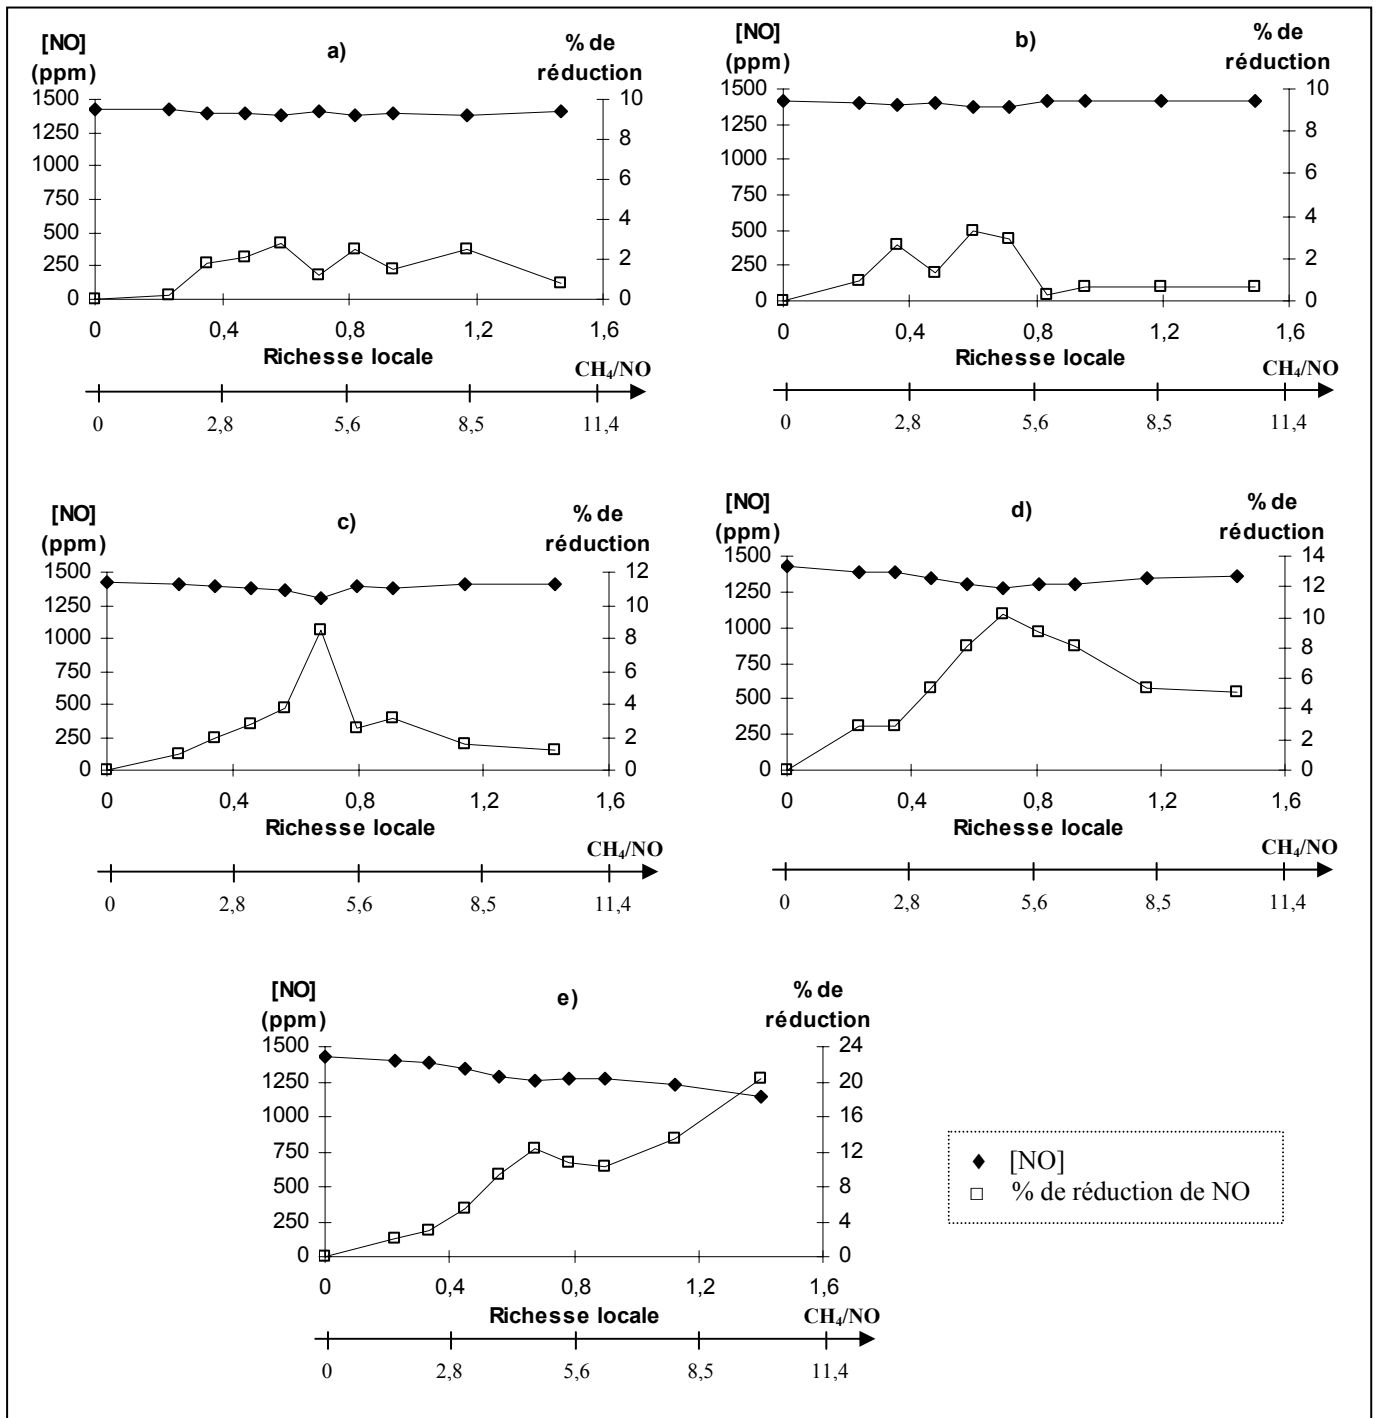 [NO]
(ppm)
a)
% de
réduction
1500
1250
1000
750
500
250
0
10
8
6
4
2
0
0 0,4 0,8 1,2 1,6
Richesse locale
CH₄/NO
0 2,8 5,6 8,5 11,4
[NO]
(ppm)
b)
% de
réduction
1500
1250
1000
750
500
250
0
10
8
6
4
2
0
0 0,4 0,8 1,2 1,6
Richesse locale
CH₄/NO
0 2,8 5,6 8,5 11,4
[NO]
(ppm)
c)
% de
réduction
1500
1250
1000
750
500
250
0
12
10
8
6
4
2
0
0 0,4 0,8 1,2 1,6
Richesse locale
CH₄/NO
0 2,8 5,6 8,5 11,4
[NO]
(ppm)
d)
% de
réduction
1500
1250
1000
750
500
250
0
14
12
10
8
6
4
2
0
0 0,4 0,8 1,2 1,6
Richesse locale
CH₄/NO
0 2,8 5,6 8,5 11,4
[NO]
(ppm)
e)
% de
réduction
1500
1250
1000
750
500
250
0
24
20
16
12
8
4
0
0 0,4 0,8 1,2 1,6
Richesse locale
CH₄/NO
0 2,8 5,6 8,5 11,4
[NO]
% de réduction de NO